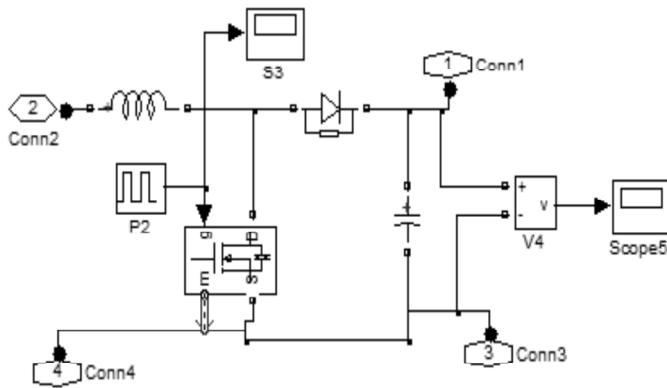 S3
1
Conn1
2
Conn2
+
+
P2
g
D
m
S
+
-
v
V4
Scope5
4
Conn4
3
Conn3